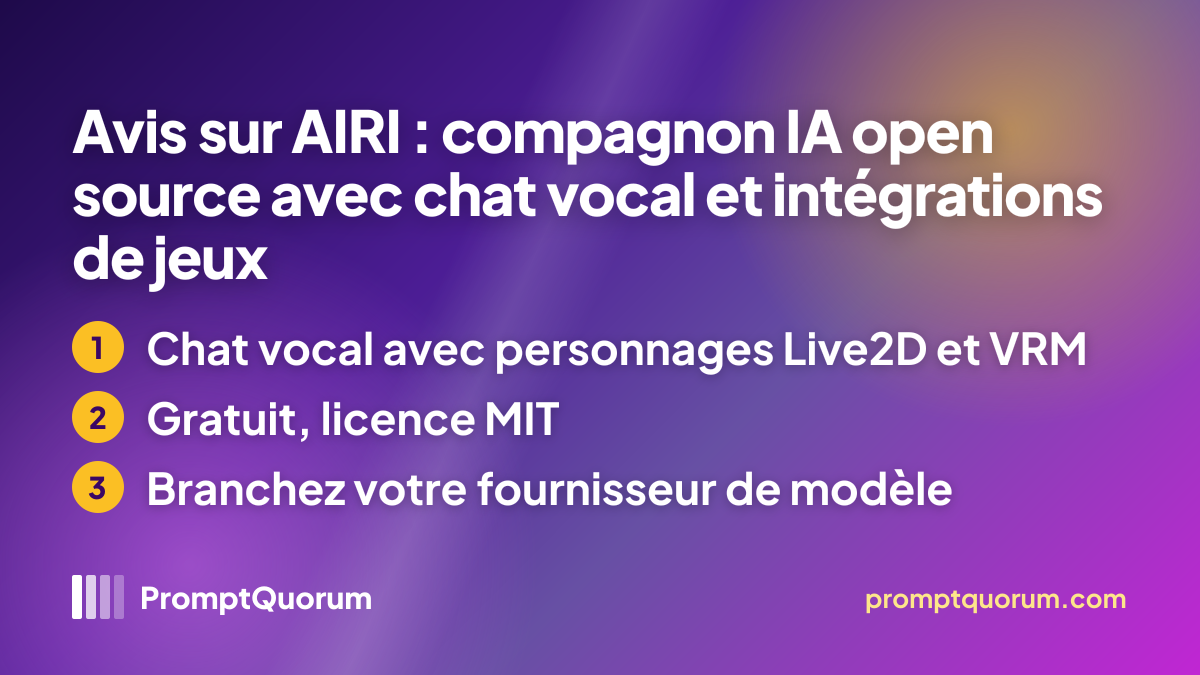 Avis sur AIRI : compagnon IA open
source avec chat vocal et intégrations
de jeux
1 Chat vocal avec personnages Live2D et VRM
2 Gratuit, licence MIT
3 Branchez votre fournisseur de modèle
PromptQuorum
promptquorum.com